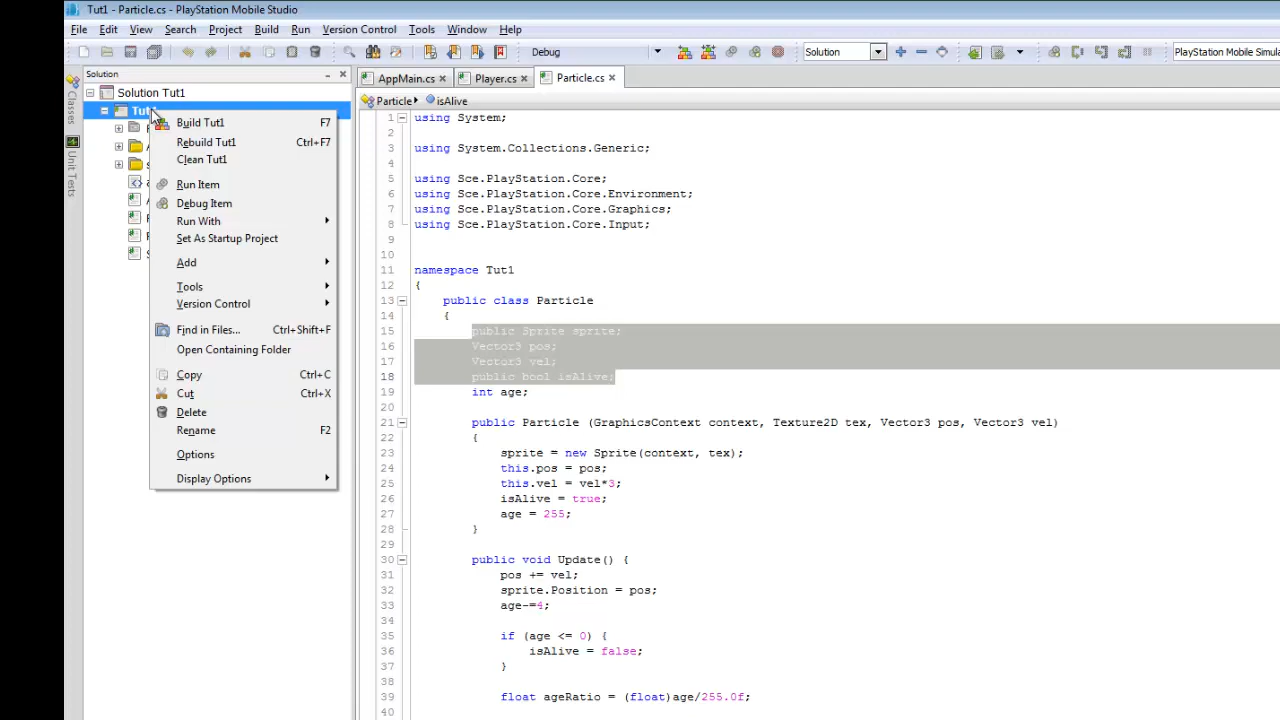 Tut1 - Particle.cs - PlayStation Mobile Studio
File Edit View Search Project Build Run Version Control Tools Window Help
Debug Solution PlayStation Mobile
Solution
Classes
Unit Tests
Solution Tut1
Build Tut1 F7
Rebuild Tut1 Ctrl+F7
Clean Tut1
Run Item
Debug Item
Run With
Set As Startup Project
Add
Tools
Version Control
Find in Files... Ctrl+Shift+F
Open Containing Folder
Copy Ctrl+C
Cut Ctrl+X
Delete
Rename F2
Options
Display Options
AppMain.cs Player.cs Particle.cs
Particle isAlive
1 using System;
2
3 using System.Collections.Generic;
4
5 using Sce.PlayStation.Core;
6 using Sce.PlayStation.Core.Environment;
7 using Sce.PlayStation.Core.Graphics;
8 using Sce.PlayStation.Core.Input;
9
10
11 namespace Tut1
12 {
13 public class Particle
14 {
15 public Sprite sprite;
16 Vector3 pos;
17 Vector3 vel;
18 public bool isAlive;
19 int age;
20
21 public Particle (GraphicsContext context, Texture2D tex, Vector3 pos, Vector3 vel)
22 {
23 sprite = new Sprite(context, tex);
24 this.pos = pos;
25 this.vel = vel*3;
26 isAlive = true;
27 age = 255;
28 }
29
30 public void Update() {
31 pos += vel;
32 sprite.Position = pos;
33 age-=4;
34
35 if (age <= 0) {
36 isAlive = false;
37 }
38
39 float ageRatio = (float)age/255.0f;
40